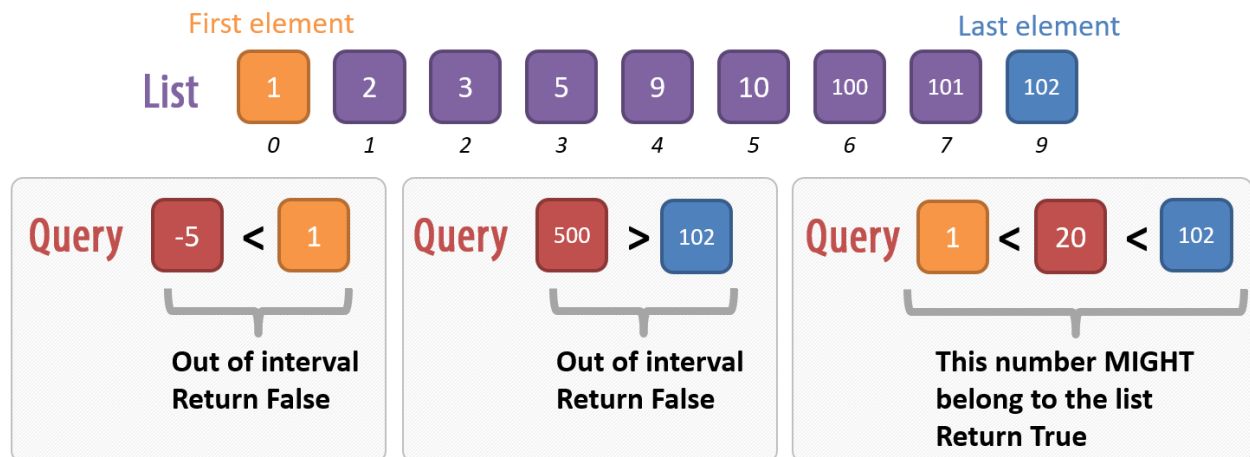 First element Last element
List 1 2 3 5 9 10 100 101 102
0 1 2 3 4 5 6 7 9
Query -5 < 1
Out of interval
Return False
Query 500 > 102
Out of interval
Return False
Query 1 < 20 < 102
This number MIGHT
belong to the list
Return True